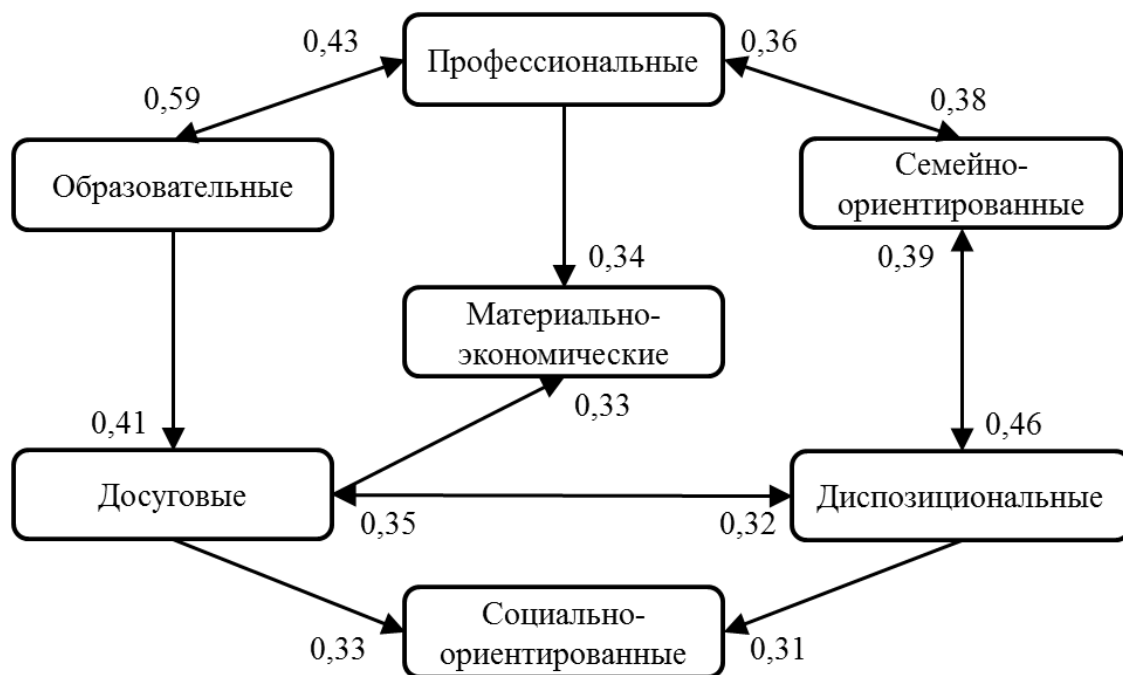 0,43
Профессиональные
0,36
0,59
0,38
Образовательные
Семейно-
ориентированные
0,34
0,39
Материально-
экономические
0,33
0,41
0,46
Досуговые
Диспозициональные
0,35
0,32
Социально-
ориентированные
0,33
0,31